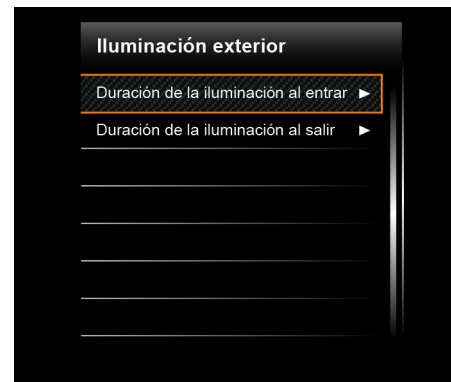 Iluminación exterior
Duración de la iluminación al entrar ►
Duración de la iluminación al salir ►